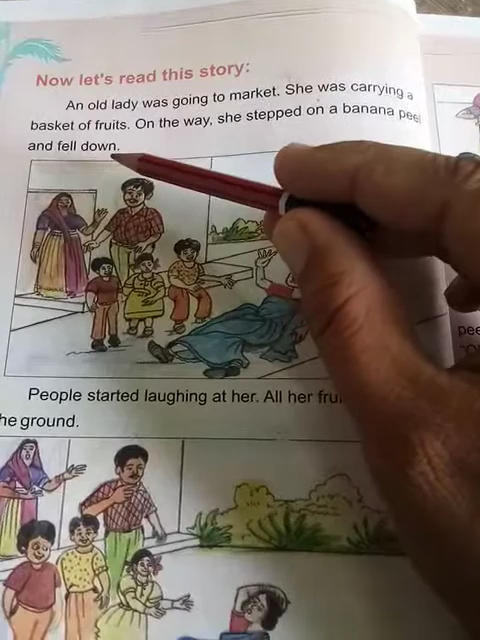 Now let's read this story:
An old lady was going to market. She was carrying a
basket of fruits. On the way, she stepped on a banana peel
and fell down.
People started laughing at her. All her
he ground.
pee